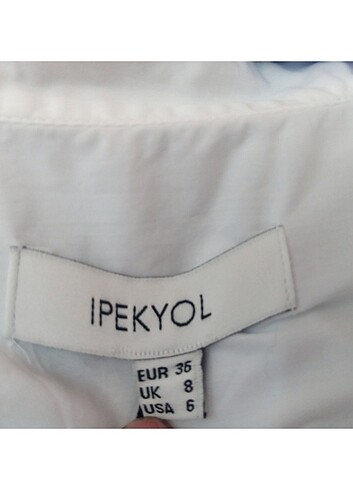 IPEKYOL
EUR 36
UK 8
USA 6